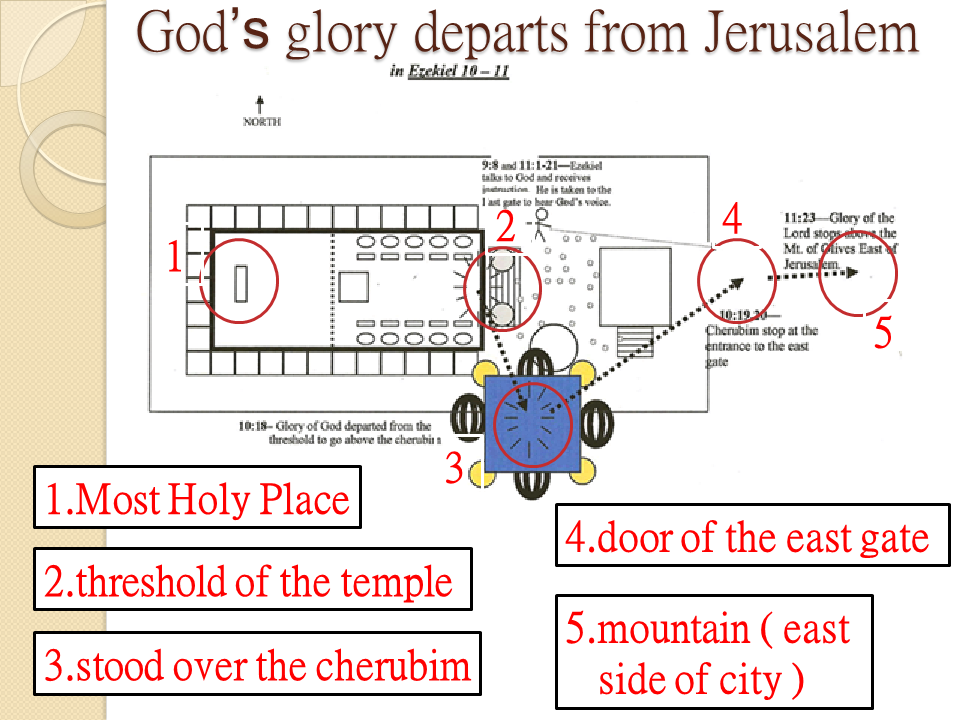 God’s glory departs from Jerusalem
in Ezekiel 10 – 11
NORTH
9:8 and 11:1-21—Ezekiel
talks to God and receives
instruction. He is taken to the
East gate to hear God's voice.
1
2
4
11:23—Glory of the
Lord stops above the
Mt. of Olives East of
Jerusalem.
5
10:19,20—
Cherubim stop at the
entrance to the east
gate
10:18– Glory of God departed from the
threshold to go above the cherubim
3
1.Most Holy Place
2.threshold of the temple
3.stood over the cherubim
4.door of the east gate
5.mountain ( east
side of city )